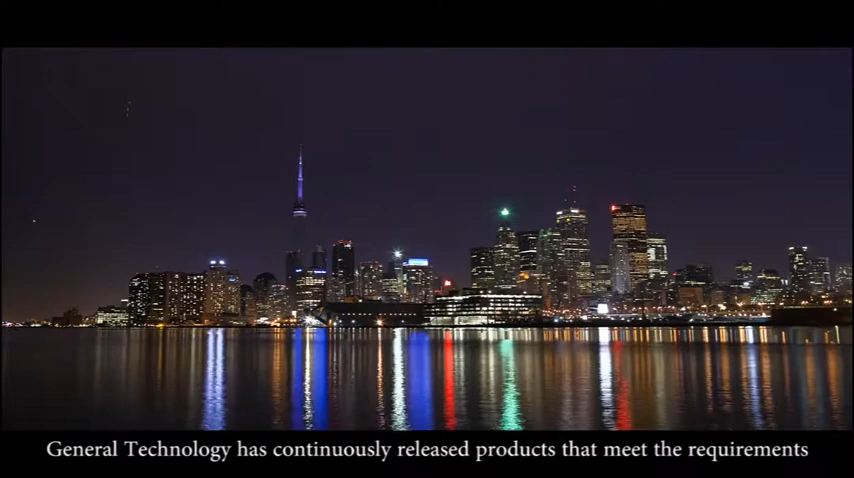 General Technology has continuously released products that meet the requirements